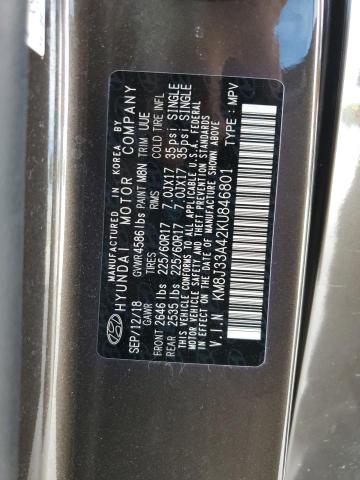 MANUFACTURED IN KOREA BY
HYUNDAI MOTOR COMPANY
SEP/12/18 GVWR 4586 lbs PAINT M8N TRIM UUE
GAWR TIRES RIMS COLD TIRE INFL
FRONT 2646 lbs 225/60R17 7.0JX17 35psi SINGLE
REAR 2535 lbs 225/60R17 7.0JX17 35psi SINGLE
THIS VEHICLE CONFORMS TO ALL APPLICABLE U.S.A. FEDERAL
MOTOR VEHICLE SAFETY BUMPER, AND THEFT PREVENTION
STANDARDS IN EFFECT ON THE DATE OF MANUFACTURE SHOWN ABOVE.
V.I.N : KM8J33A42KU846801 TYPE : MPV